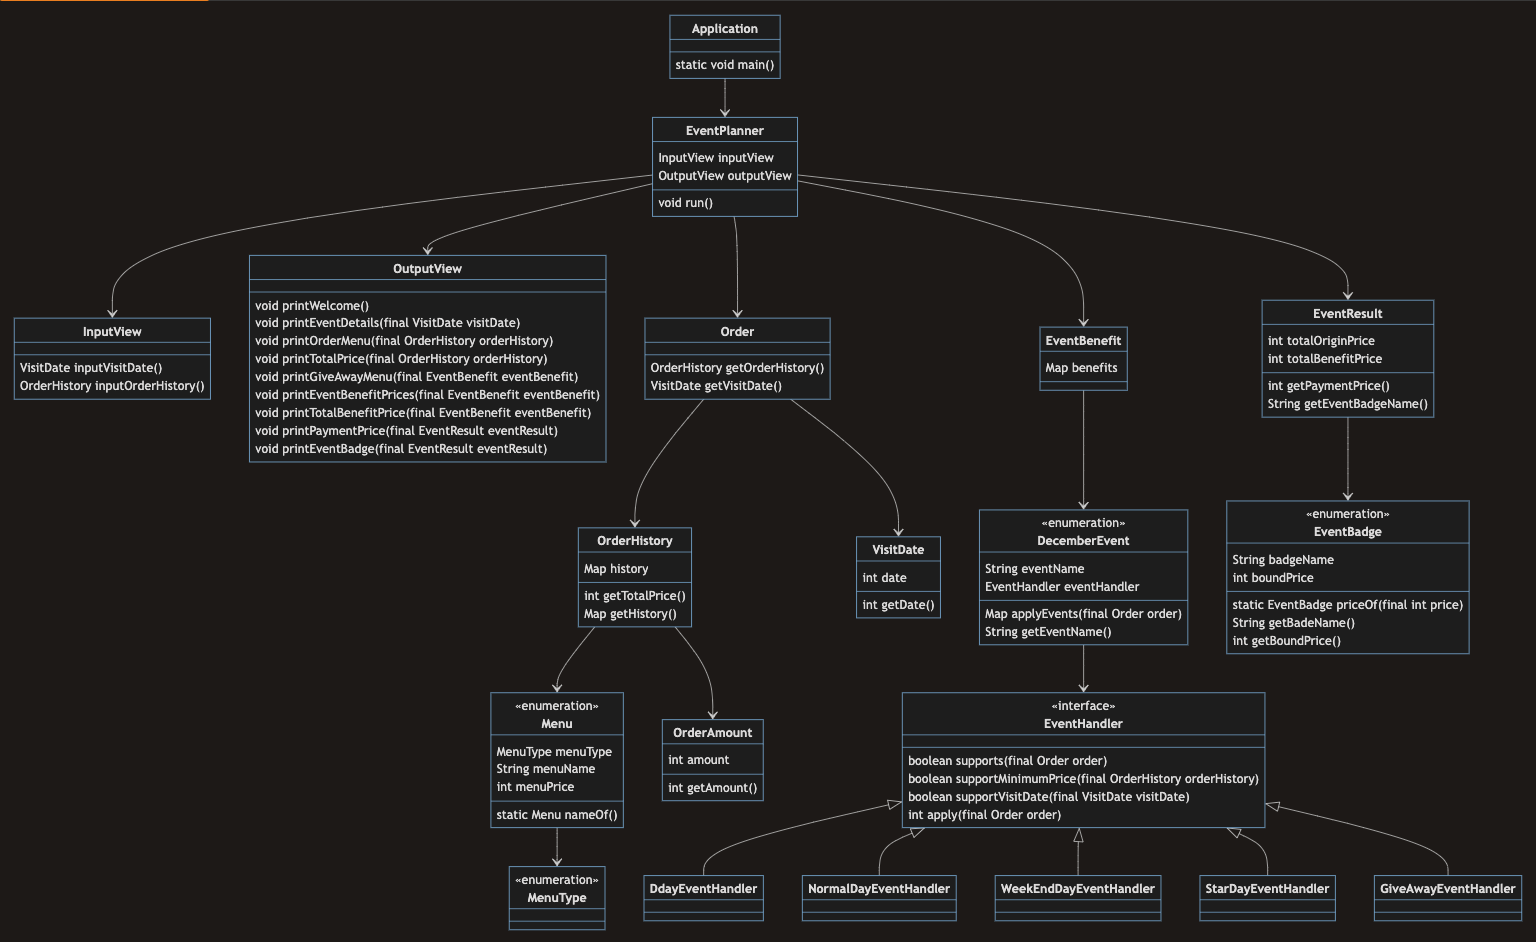 Application
static void main()
EventPlanner
InputView inputView
OutputView outputView
void run()
InputView
VisitDate inputVisitDate()
OrderHistory inputOrderHistory()
OutputView
void printWelcome()
void printEventDetails(final VisitDate visitDate)
void printOrderMenu(final OrderHistory orderHistory)
void printTotalPrice(final OrderHistory orderHistory)
void printGiveAwayMenu(final EventBenefit eventBenefit)
void printEventBenefitPrices(final EventBenefit eventBenefit)
void printTotalBenefitPrice(final EventBenefit eventBenefit)
void printPaymentPrice(final EventResult eventResult)
void printEventBadge(final EventResult eventResult)
Order
OrderHistory getOrderHistory()
VisitDate getVisitDate()
EventBenefit
Map benefits
EventResult
int totalOriginPrice
int totalBenefitPrice
int getPaymentPrice()
String getEventBadgeName()
OrderHistory
Map history
int getTotalPrice()
Map getHistory()
VisitDate
int date
int getDate()
«enumeration»
DecemberEvent
String eventName
EventHandler eventHandler
Map applyEvents(final Order order)
String getEventName()
«enumeration»
EventBadge
String badgeName
int boundPrice
static EventBadge priceOf(final int price)
String getBadeName()
int getBoundPrice()
«enumeration»
Menu
MenuType menuType
String menuName
int menuPrice
static Menu nameOf()
OrderAmount
int amount
int getAmount()
«interface»
EventHandler
boolean supports(final Order order)
boolean supportMinimumPrice(final OrderHistory orderHistory)
boolean supportVisitDate(final VisitDate visitDate)
int apply(final Order order)
«enumeration»
MenuType
DdayEventHandler
NormalDayEventHandler
WeekEndDayEventHandler
StarDayEventHandler
GiveAwayEventHandler